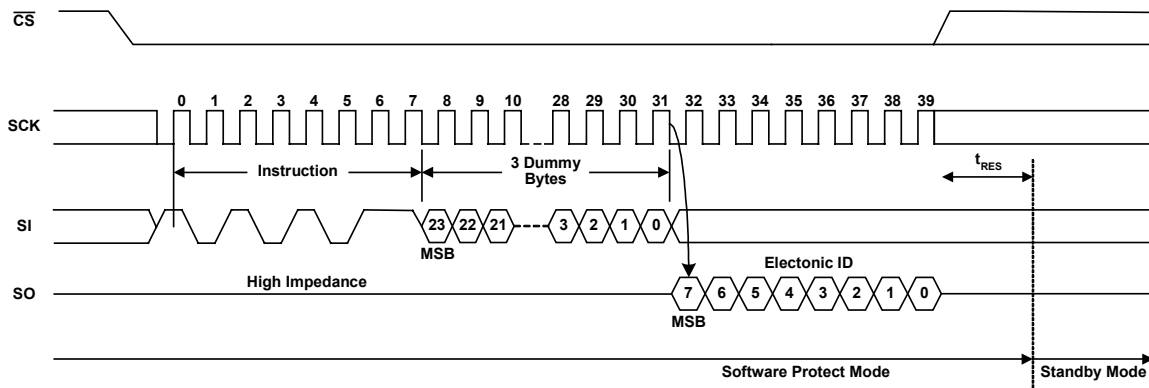 CS
0 1 2 3 4 5 6 7 8 9 10 28 29 30 31 32 33 34 35 36 37 38 39
SCK
Instruction
3 Dummy
Bytes
tRES
SI
23 22 21 3 2 1 0
MSB
Electonic ID
High Impedance
SO
7 6 5 4 3 2 1 0
MSB
Software Protect Mode
Standby Mode